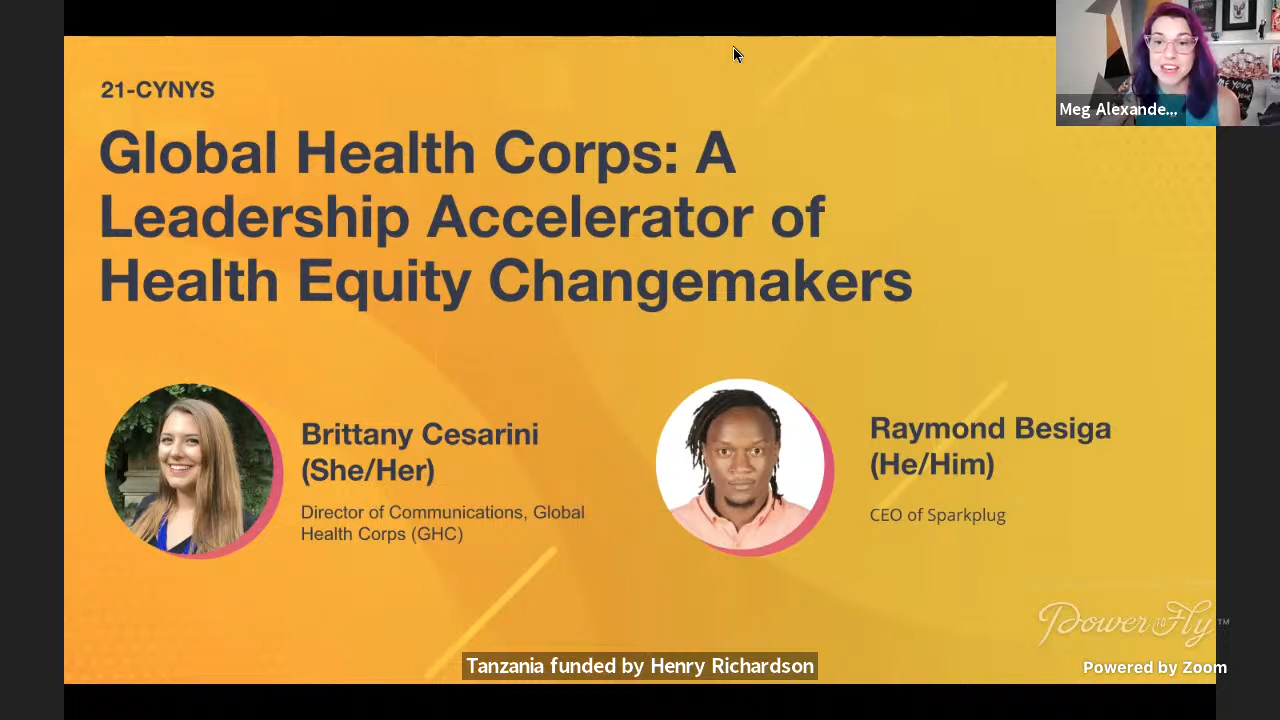 21-CYNYS
Global Health Corps: A
Leadership Accelerator of
Health Equity Changemakers
Meg Alexande...
Brittany Cesarini
(She/Her)
Director of Communications, Global
Health Corps (GHC)
Raymond Besiga
(He/Him)
CEO of Sparkplug
PowerToFly™
Tanzania funded by Henry Richardson
Powered by Zoom